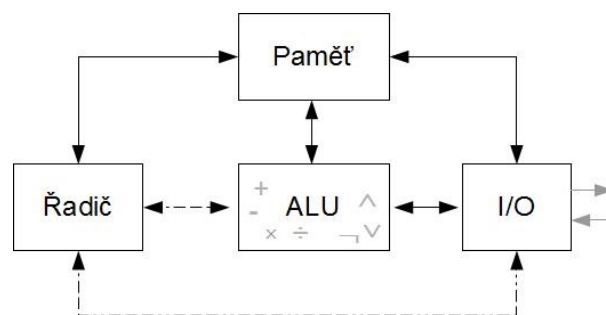 Paměť
Řadič
+
-
×
÷
ALU
^
¬
v
I/O